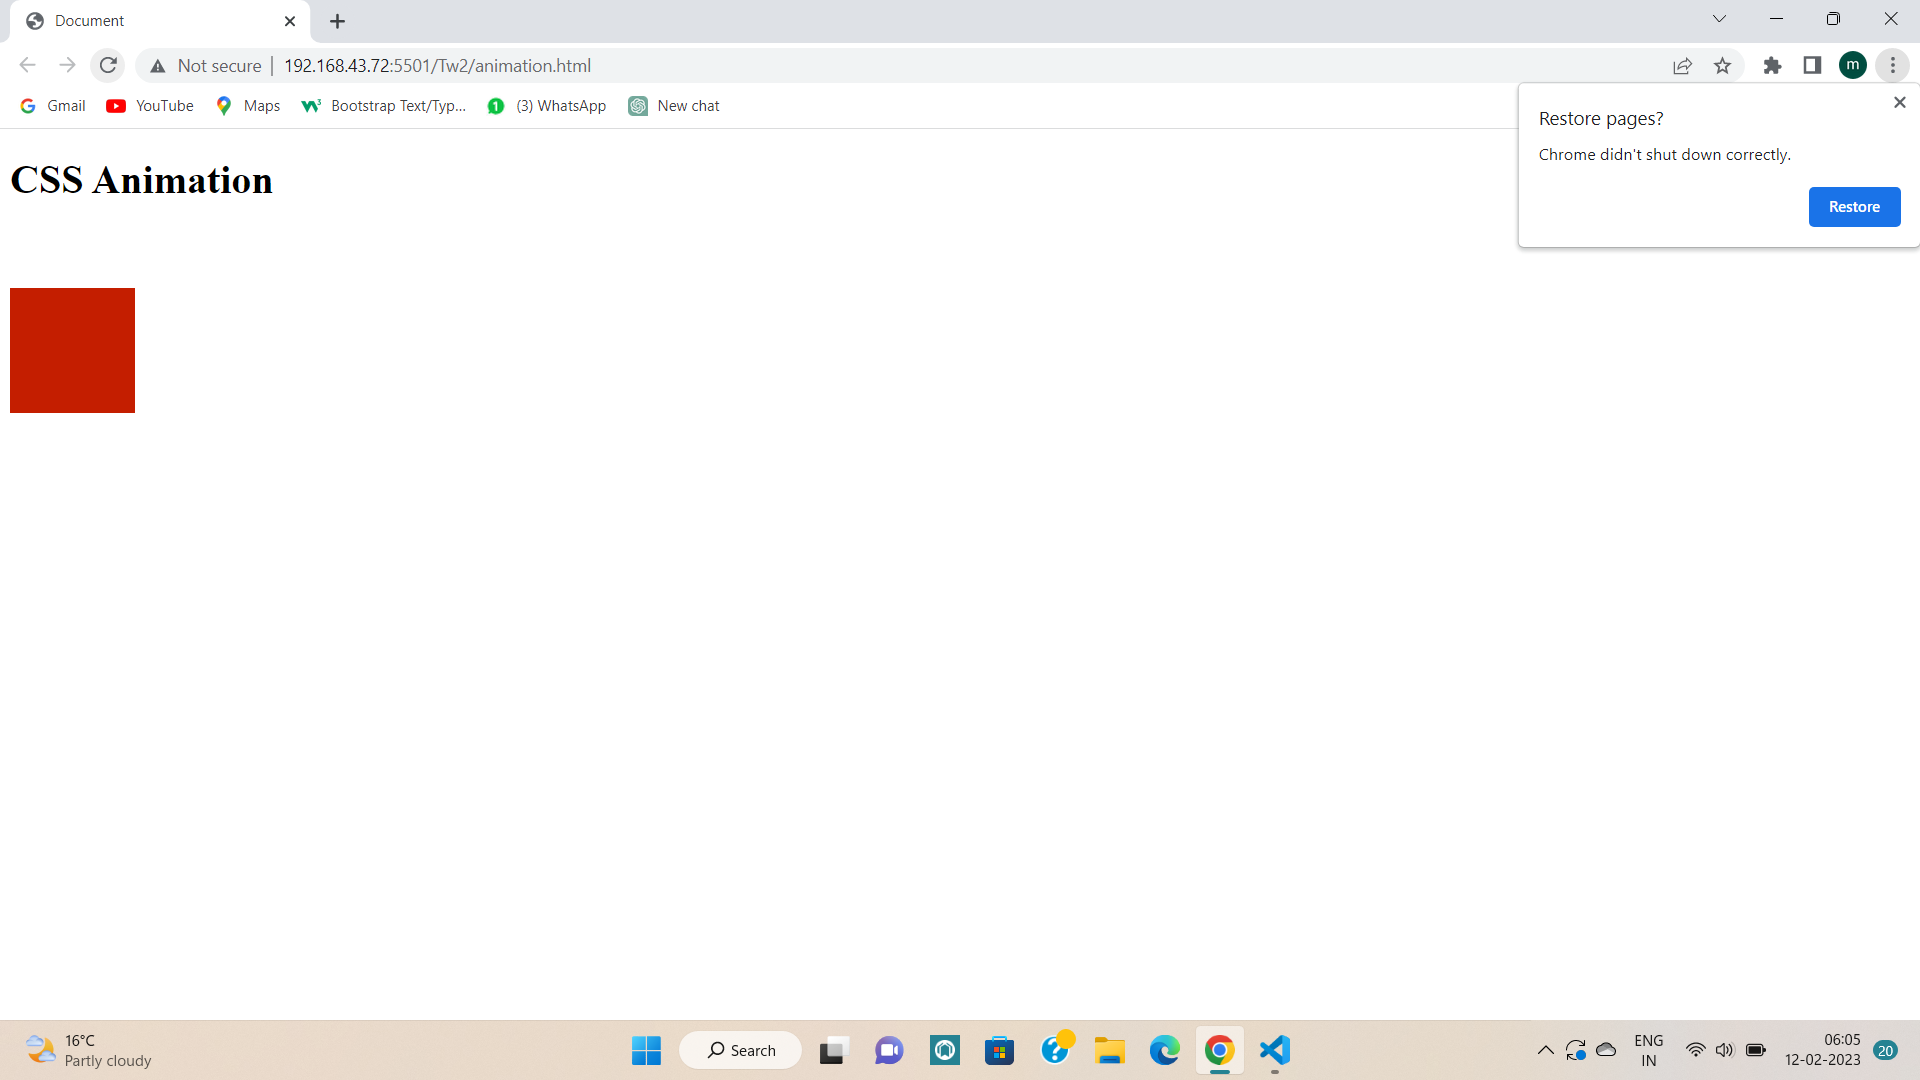 Document
Not secure | 192.168.43.72:5501/Tw2/animation.html
m
Gmail YouTube Maps Bootstrap Text/Typ... (3) WhatsApp New chat
Restore pages?
Chrome didn't shut down correctly.
Restore
CSS Animation
16°C
Partly cloudy
Search
ENG
IN
06:05
12-02-2023
20